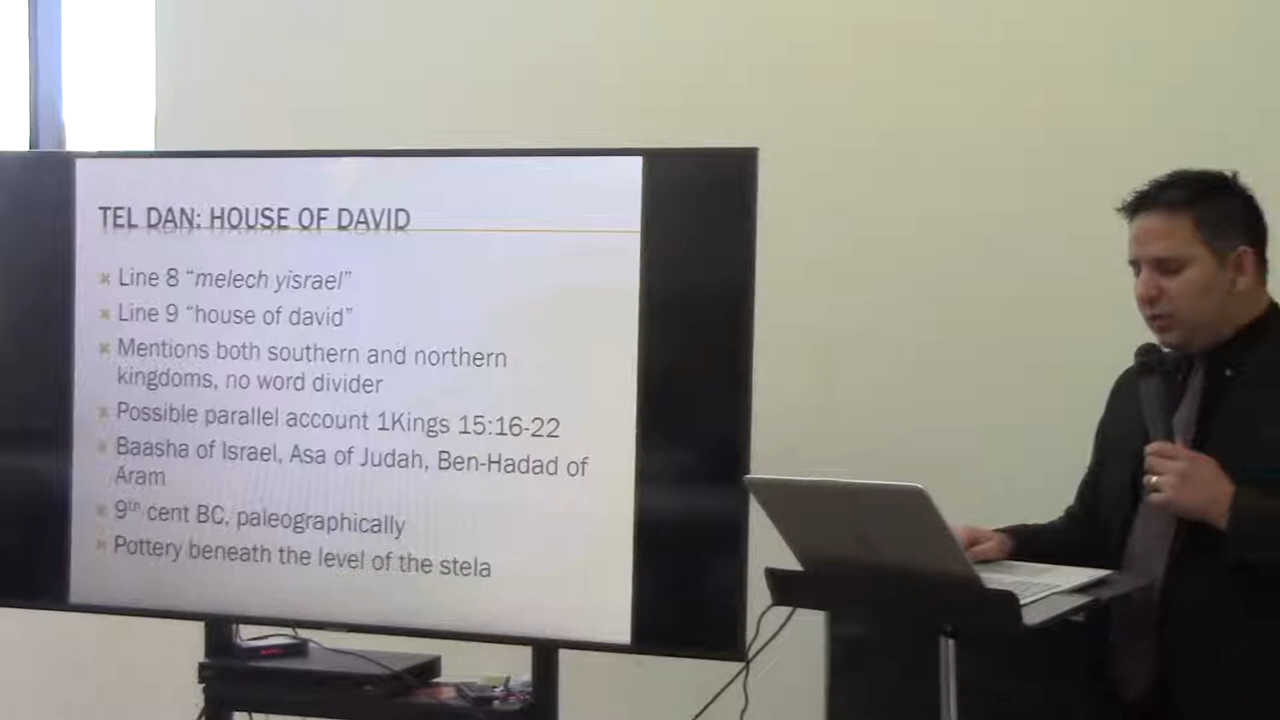 TEL DAN: HOUSE OF DAVID
Line 8 “melech yisrael”
Line 9 “house of david”
Mentions both southern and northern
kingdoms, no word divider
Possible parallel account 1Kings 15:16-22
Baasha of Israel, Asa of Judah, Ben-Hadad of
Aram
9th cent BC, paleographically
Pottery beneath the level of the stela